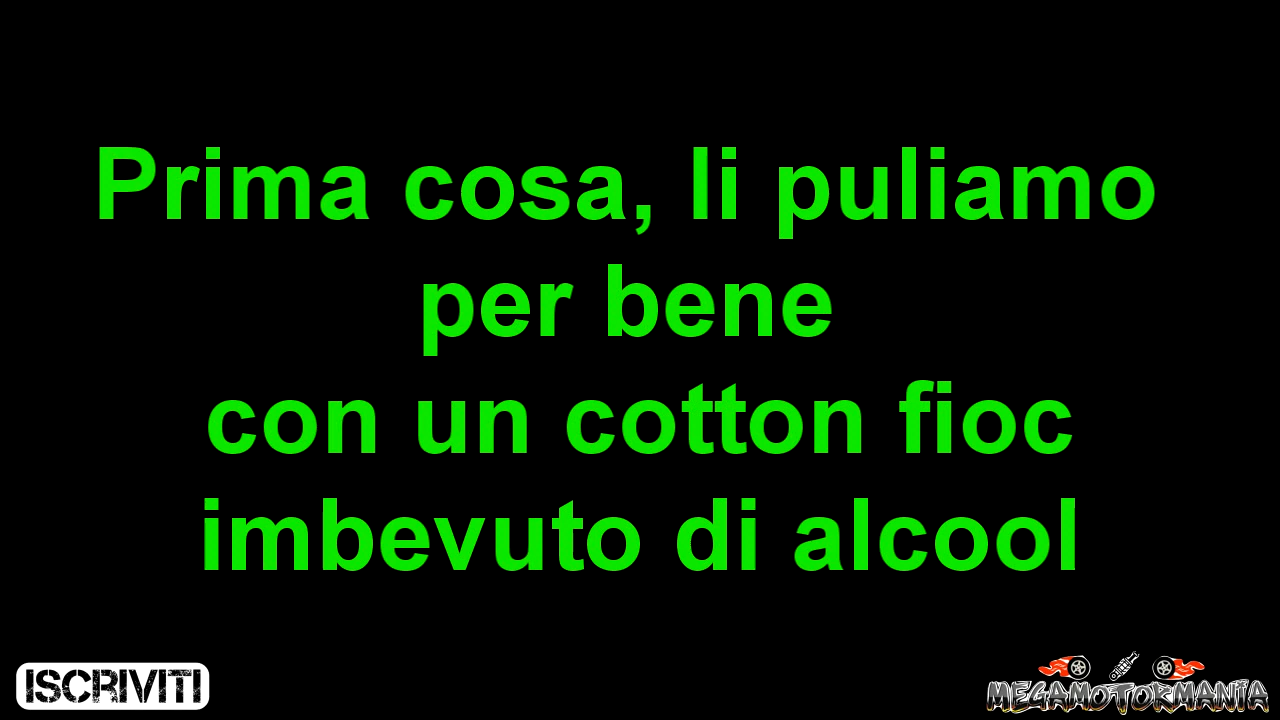 Prima cosa, li puliamo
per bene
con un cotton fioc
imbevuto di alcool
ISCRIVITI
MEGAMOTORMANIA